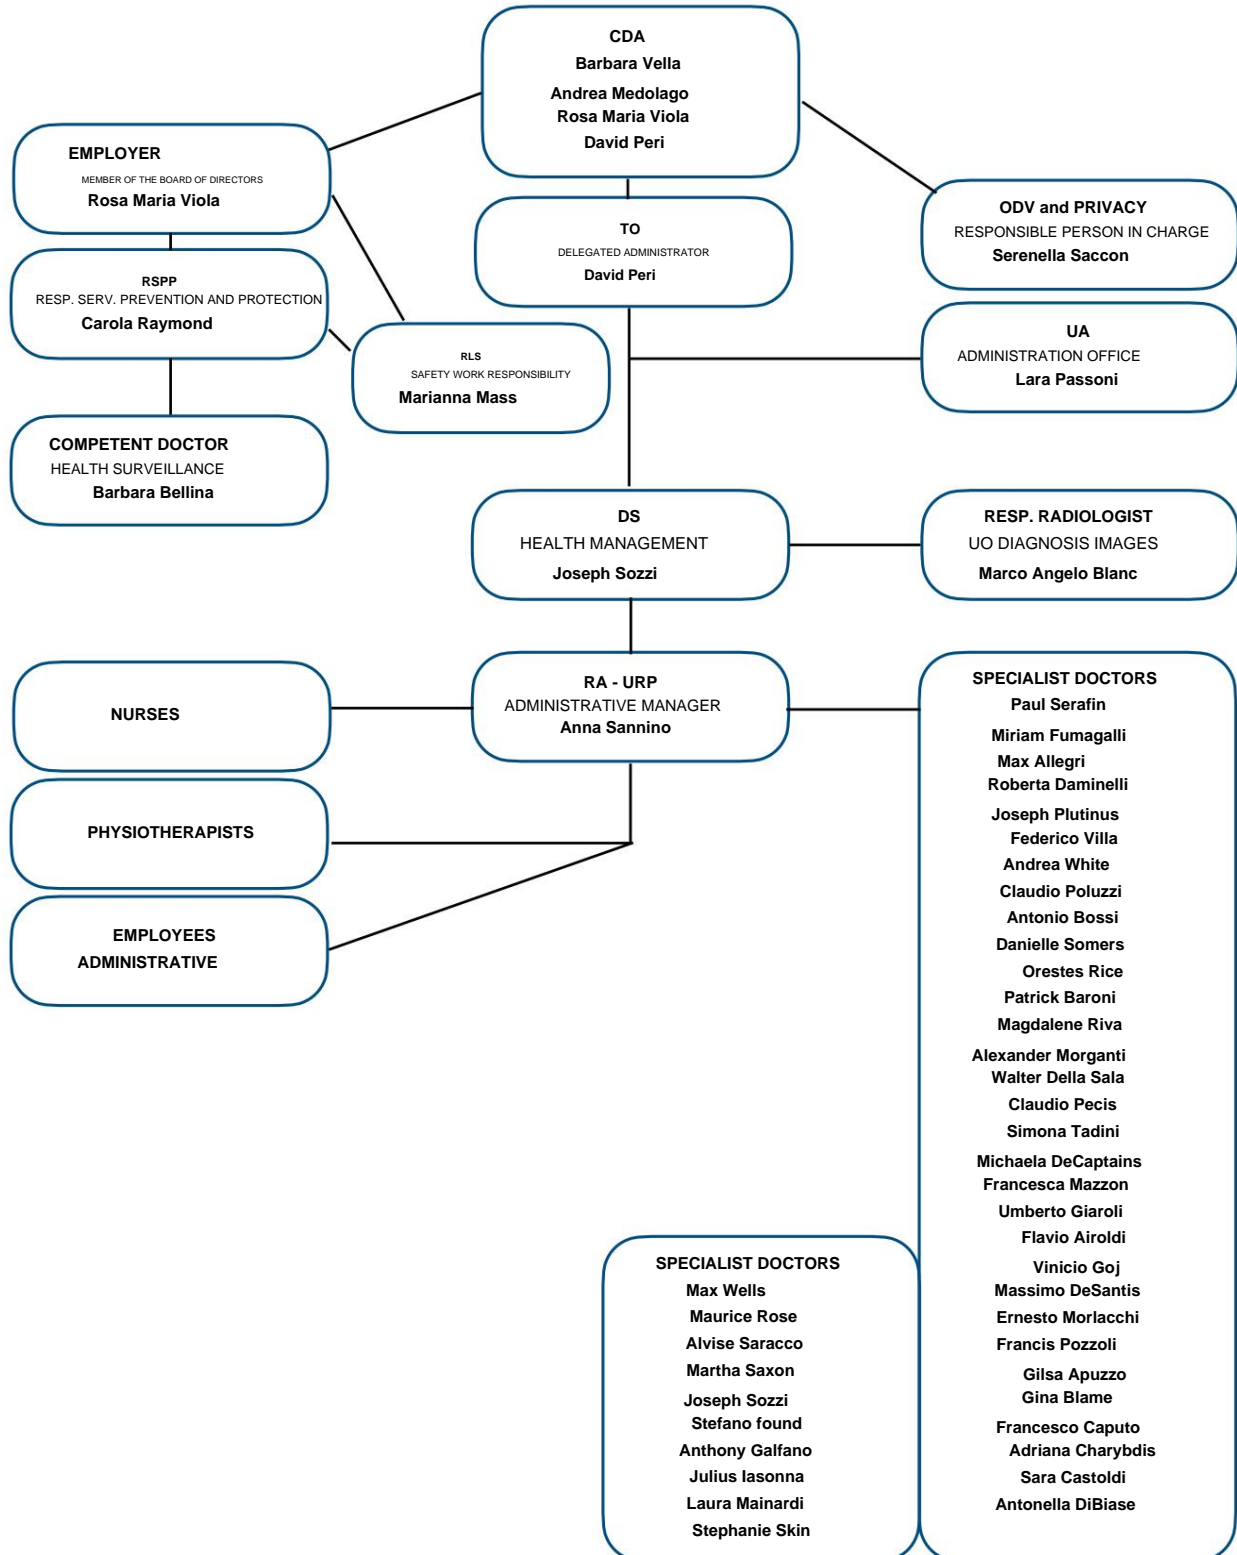 CDA
Barbara Vella
Andrea Medolago
Rosa Maria Viola
David Peri
EMPLOYER
MEMBER OF THE BOARD OF DIRECTORS
Rosa Maria Viola
ODV and PRIVACY
RESPONSIBLE PERSON IN CHARGE
Serenella Saccon
TO
DELEGATED ADMINISTRATOR
David Peri
RSPP
RESP. SERV. PREVENTION AND PROTECTION
Carola Raymond
RLS
SAFETY WORK RESPONSIBILITY
Marianna Mass
UA
ADMINISTRATION OFFICE
Lara Passoni
COMPETENT DOCTOR
HEALTH SURVEILLANCE
Barbara Bellina
DS
HEALTH MANAGEMENT
Joseph Sozzi
RESP. RADIOLOGIST
UO DIAGNOSIS IMAGES
Marco Angelo Blanc
NURSES
RA - URP
ADMINISTRATIVE MANAGER
Anna Sannino
PHYSIOTHERAPISTS
EMPLOYEES
ADMINISTRATIVE
SPECIALIST DOCTORS
Paul Serafin
Miriam Fumagalli
Max Allegri
Roberta Daminelli
Joseph Plutinus
Federico Villa
Andrea White
Claudio Poluzzi
Antonio Bossi
Danielle Somers
Orestes Rice
Patrick Baroni
Magdalene Riva
Alexander Morganti
Walter Della Sala
Claudio Pecis
Simona Tadini
Michaela DeCaptains
Francesca Mazzon
Umberto Giaroli
Flavio Airoldi
Vinicio Goj
Massimo DeSantis
Ernesto Morlacchi
Francis Pozzoli
Gilsa Apuzzo
Gina Blame
Francesco Caputo
Adriana Charybdis
Sara Castoldi
Antonella DiBiase
SPECIALIST DOCTORS
Max Wells
Maurice Rose
Alvise Saracco
Martha Saxon
Joseph Sozzi
Stefano found
Anthony Galfano
Julius Iasonna
Laura Mainardi
Stephanie Skin